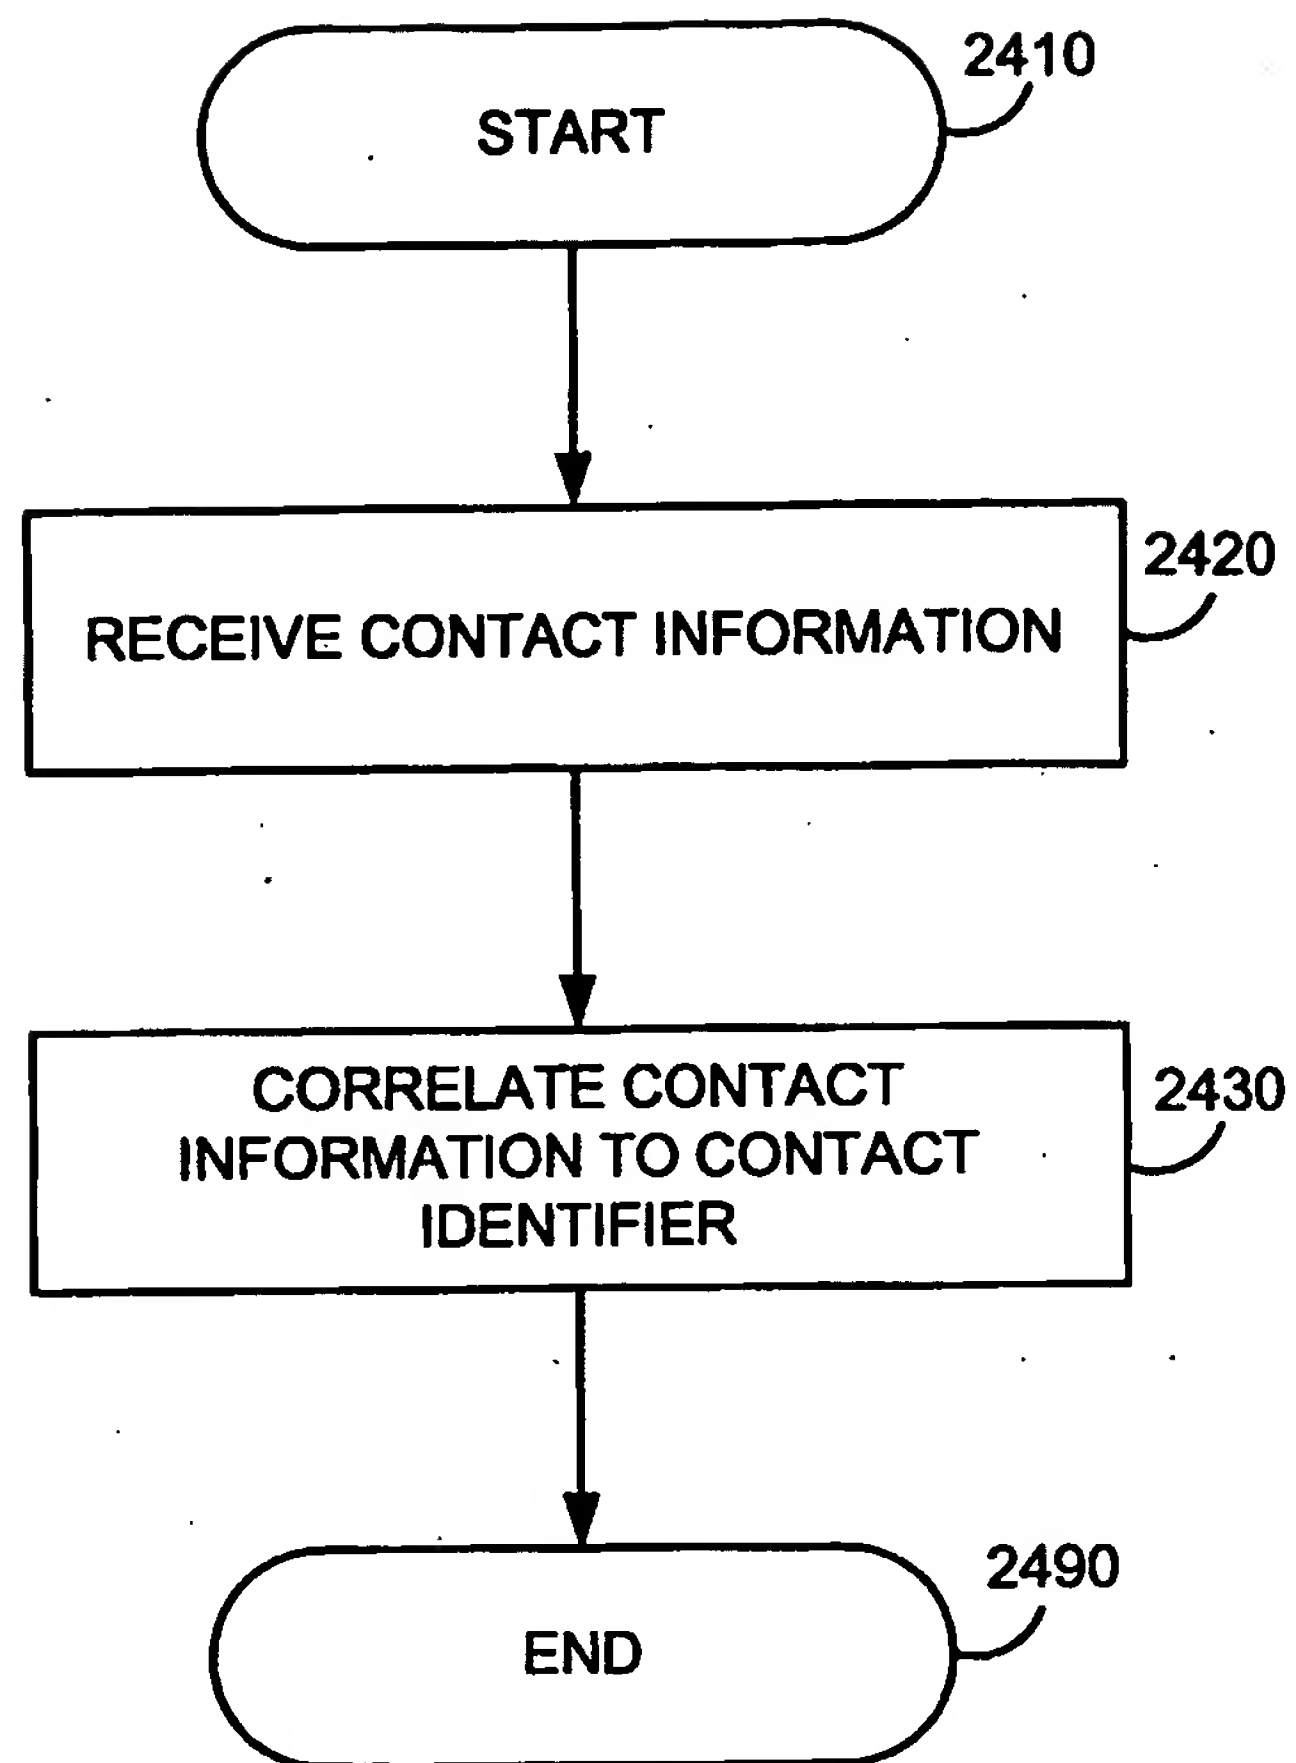 START
2410
RECEIVE CONTACT INFORMATION
2420
CORRELATE CONTACT
INFORMATION TO CONTACT
IDENTIFIER
2430
END
2490